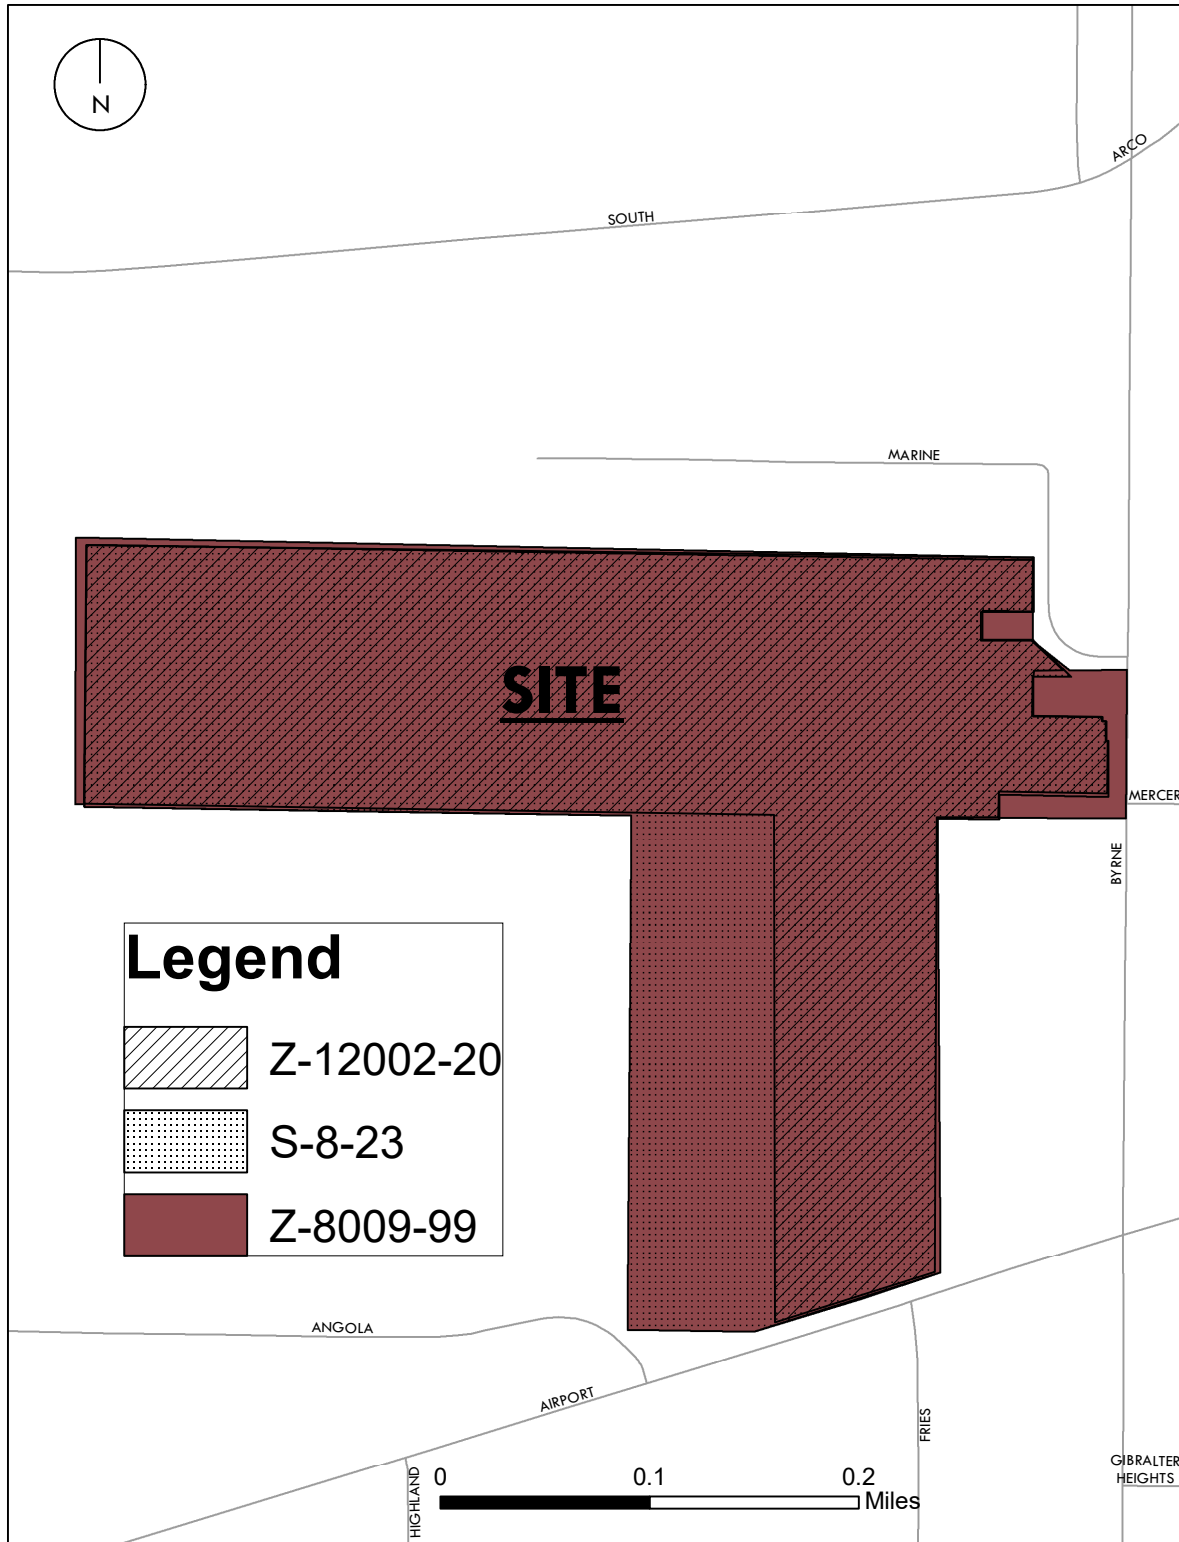 N
ARCO
SOUTH
MARINE
SITE
MERCER
BYRNE
Legend
Z-12002-20
S-8-23
Z-8009-99
ANGOLA
AIRPORT
FRIES
HIGHLAND
GIBRALTER
HEIGHTS
0 0.1 0.2
Miles